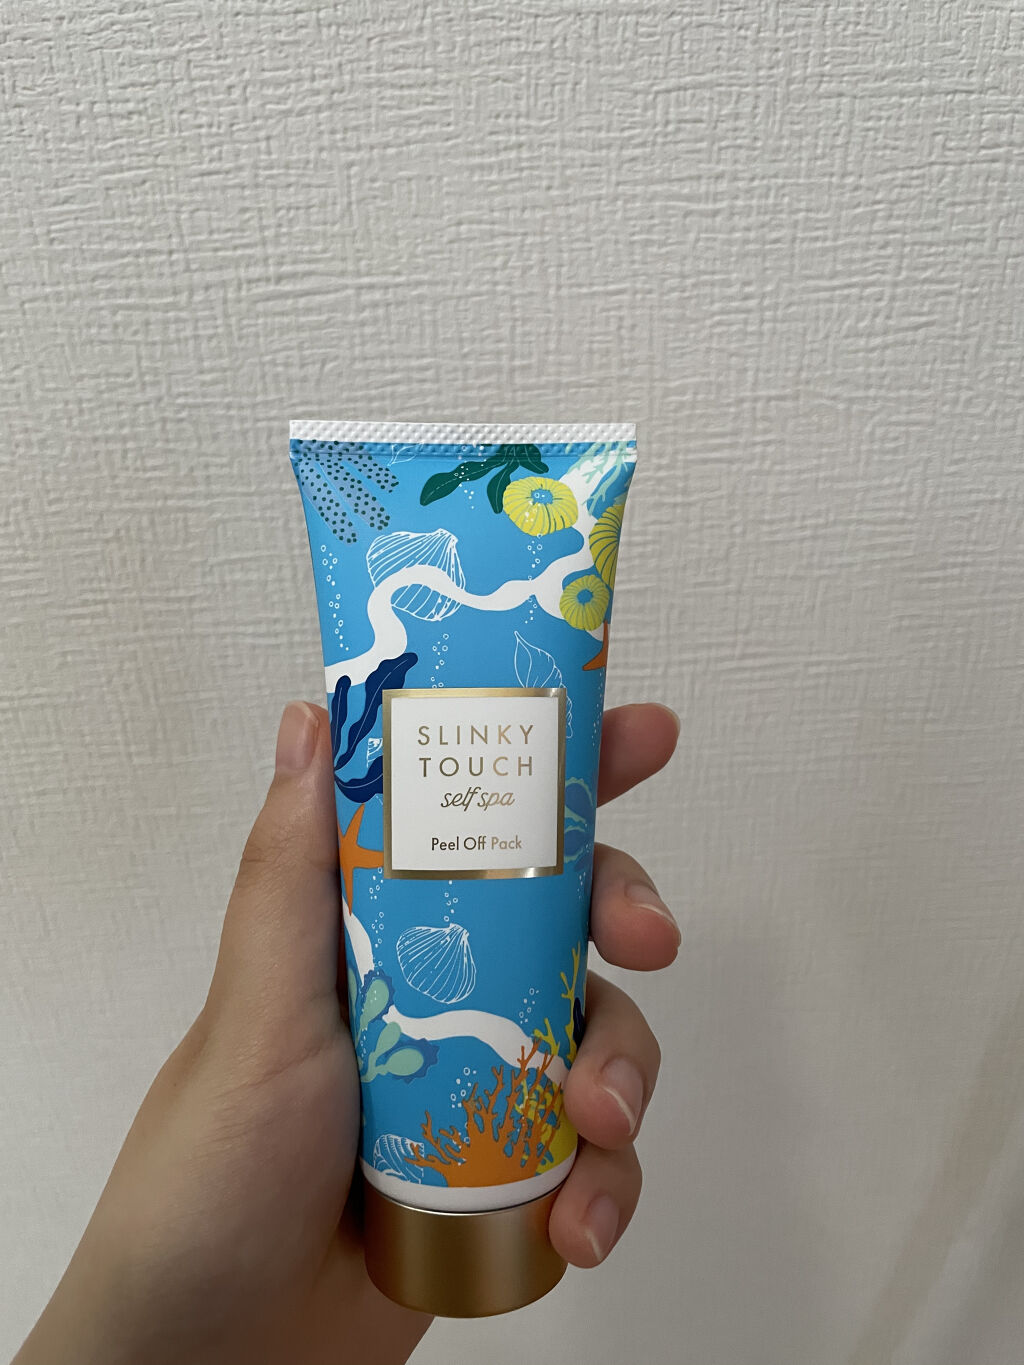 SLINKY
TOUCH
self spa
Peel Off Pack